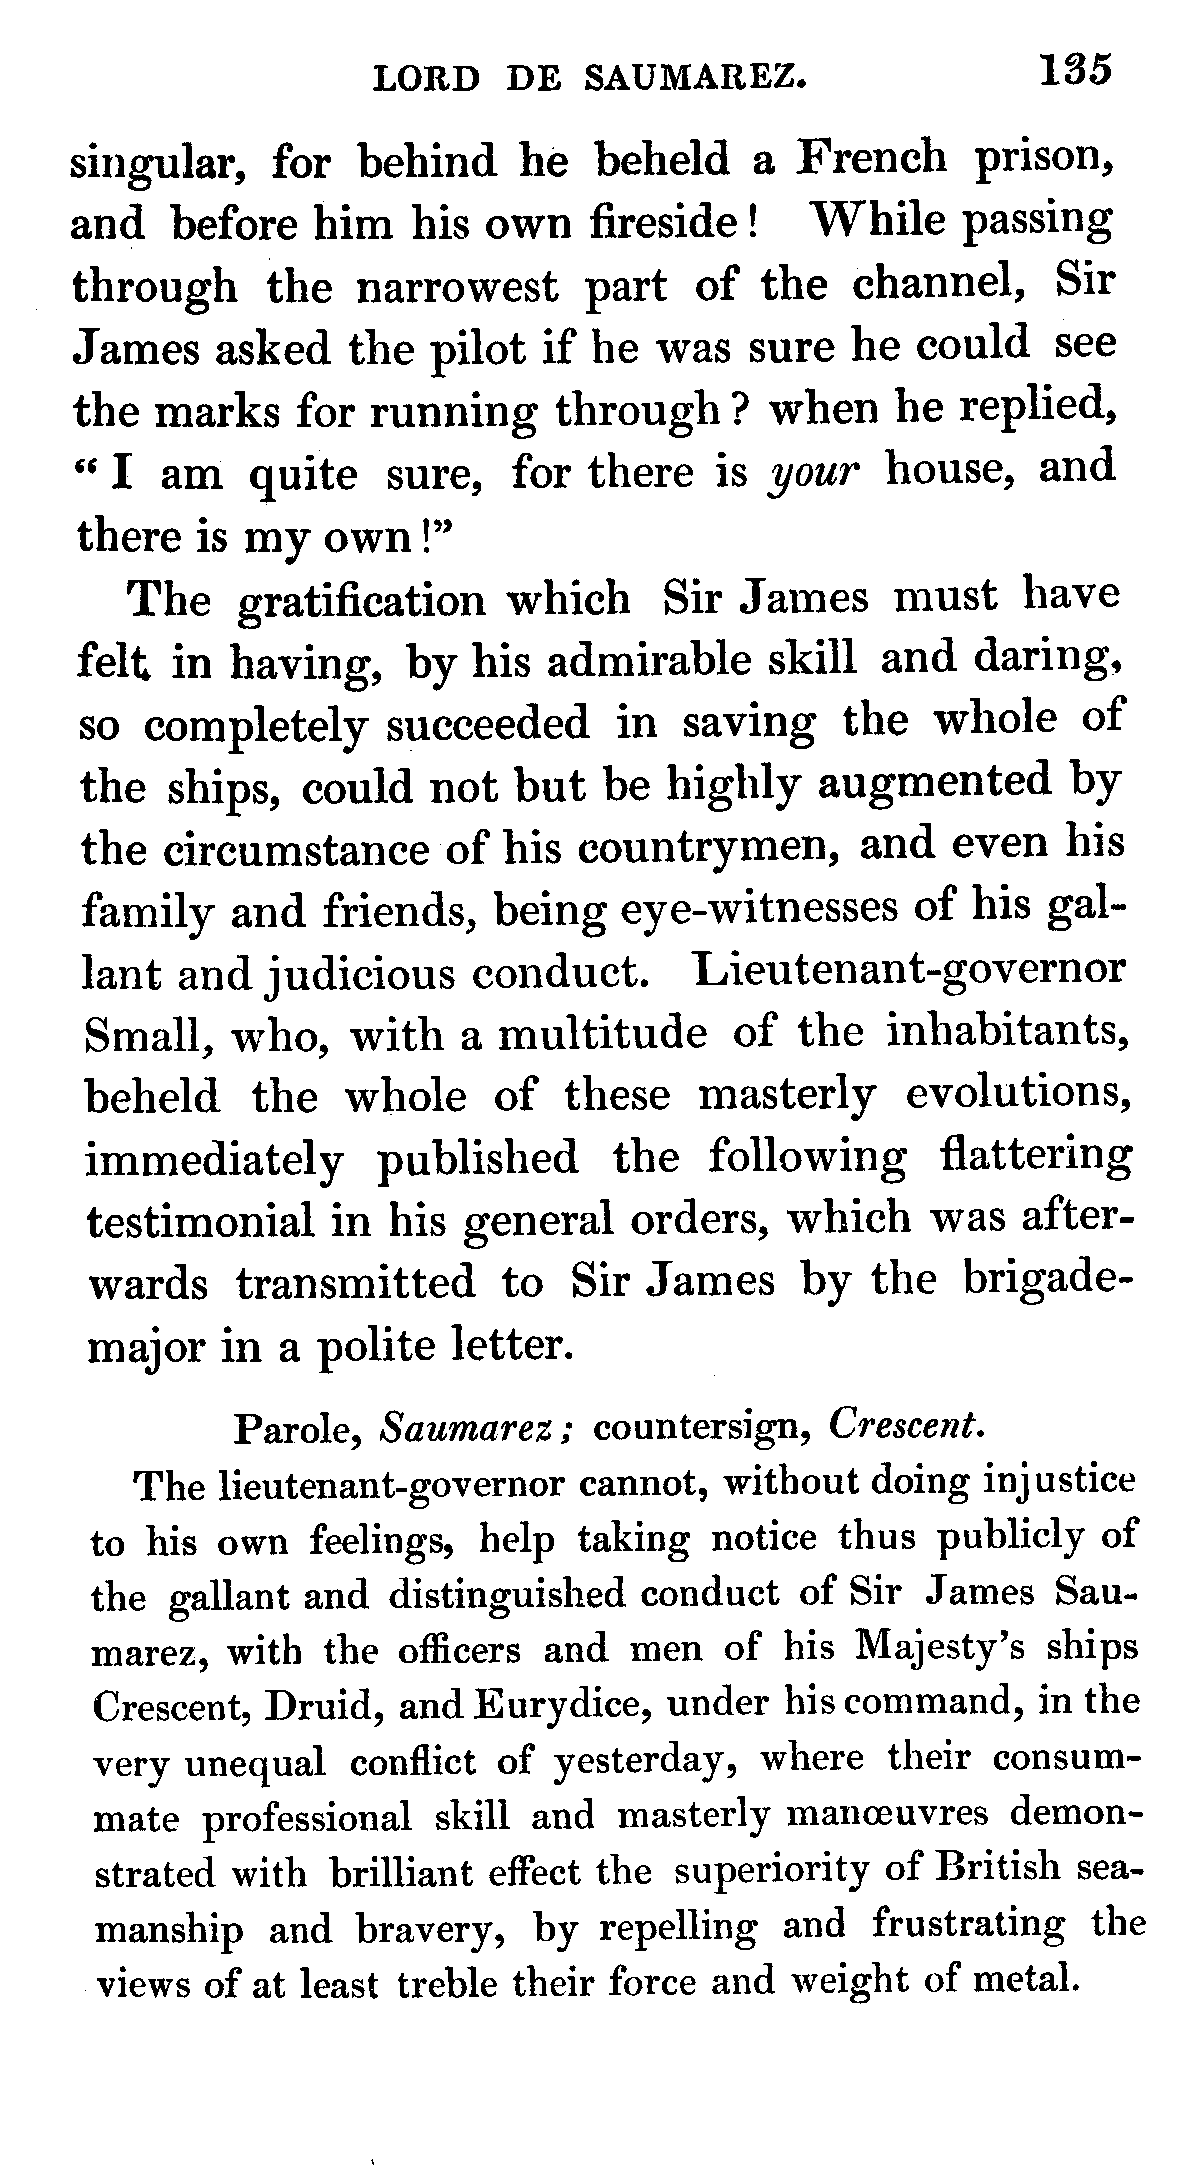 LORD DE SAUMAREZ. 135
singular, for behind he beheld a French prison,
and before him his own fireside! While passing
through the narrowest part of the channel, Sir
James asked the pilot if he was sure he could see
the marks for running through? when he replied,
“I am quite sure, for there is your house, and
there is my own!”
The gratification which Sir James must have
felt in having, by his admirable skill and daring,
so completely succeeded in saving the whole of
the ships, could not but be highly augmented by
the circumstance of his countrymen, and even his
family and friends, being eye-witnesses of his gal-
lant and judicious conduct. Lieutenant-governor
Small, who, with a multitude of the inhabitants,
beheld the whole of these masterly evolutions,
immediately published the following flattering
testimonial in his general orders, which was after-
wards transmitted to Sir James by the brigade-
major in a polite letter.
Parole, Saumarez; countersign, Crescent.
The lieutenant-governor cannot, without doing injustice
to his own feelings, help taking notice thus publicly of
the gallant and distinguished conduct of Sir James Sau-
marez, with the officers and men of his Majesty’s ships
Crescent, Druid, and Eurydice, under his command, in the
very unequal conflict of yesterday, where their consum-
mate professional skill and masterly manœuvres demon-
strated with brilliant effect the superiority of British sea-
manship and bravery, by repelling and frustrating the
views of at least treble their force and weight of metal.